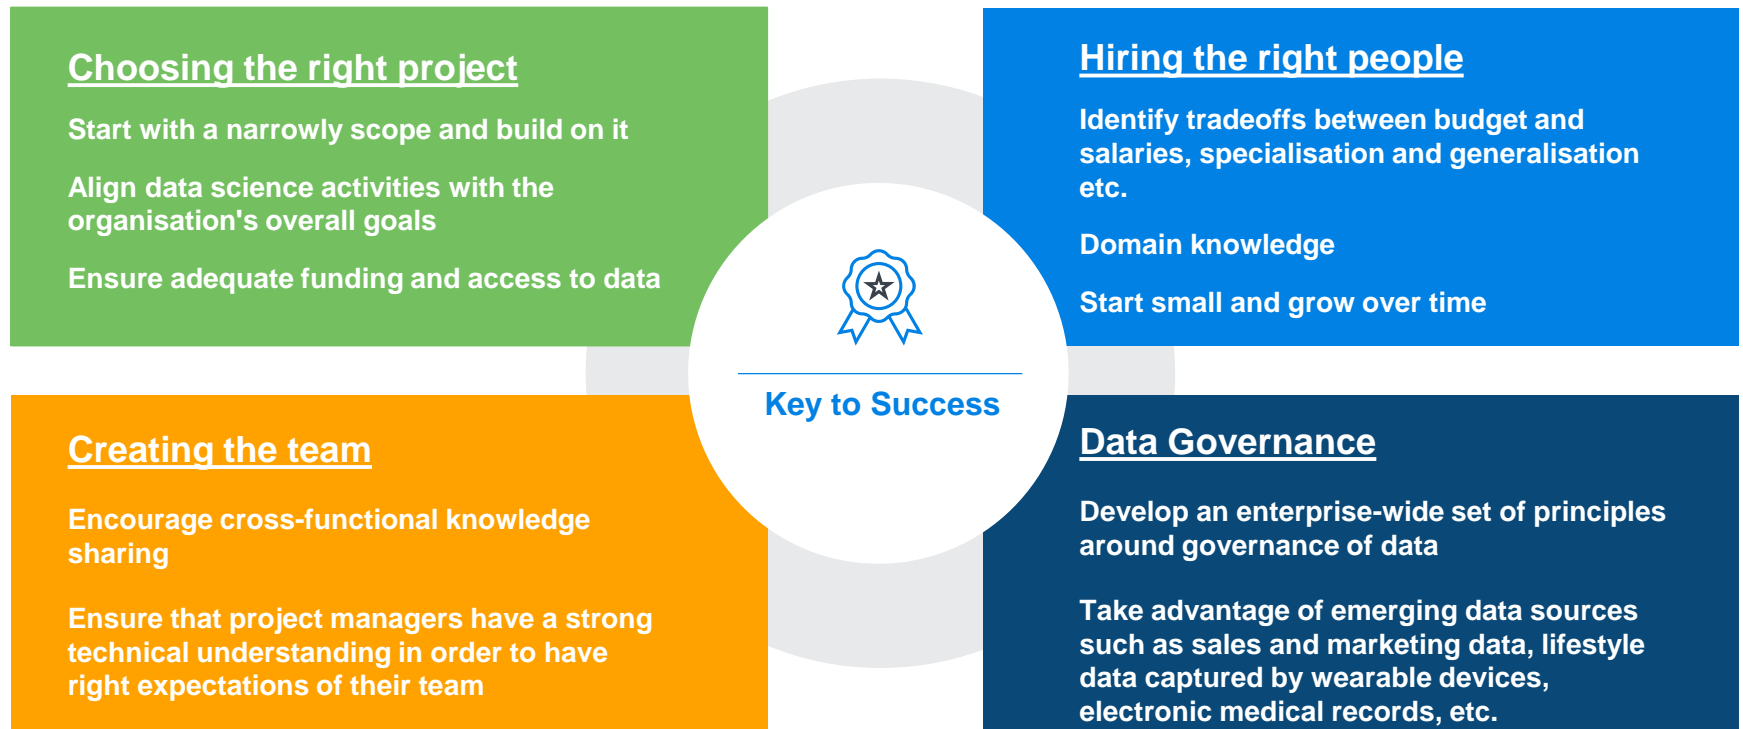 Choosing the right project
Start with a narrowly scope and build on it
Align data science activities with the
organisation's overall goals
Ensure adequate funding and access to data
Hiring the right people
Identify tradeoffs between budget and
salaries, specialisation and generalisation
etc.
Domain knowledge
Start small and grow over time
Key to Success
Creating the team
Encourage cross-functional knowledge
sharing
Ensure that project managers have a strong
technical understanding in order to have
right expectations of their team
Data Governance
Develop an enterprise-wide set of principles
around governance of data
Take advantage of emerging data sources
such as sales and marketing data, lifestyle
data captured by wearable devices,
electronic medical records, etc.